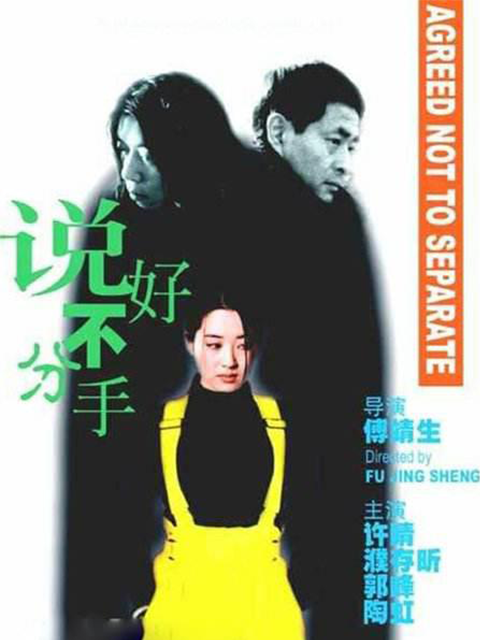 AGREED NOT TO SEPARATE
说好
不
分手
导演
傅靖生
Directed by
FU JING SHENG
主演
许晴
濮存昕
郭峰
陶虹